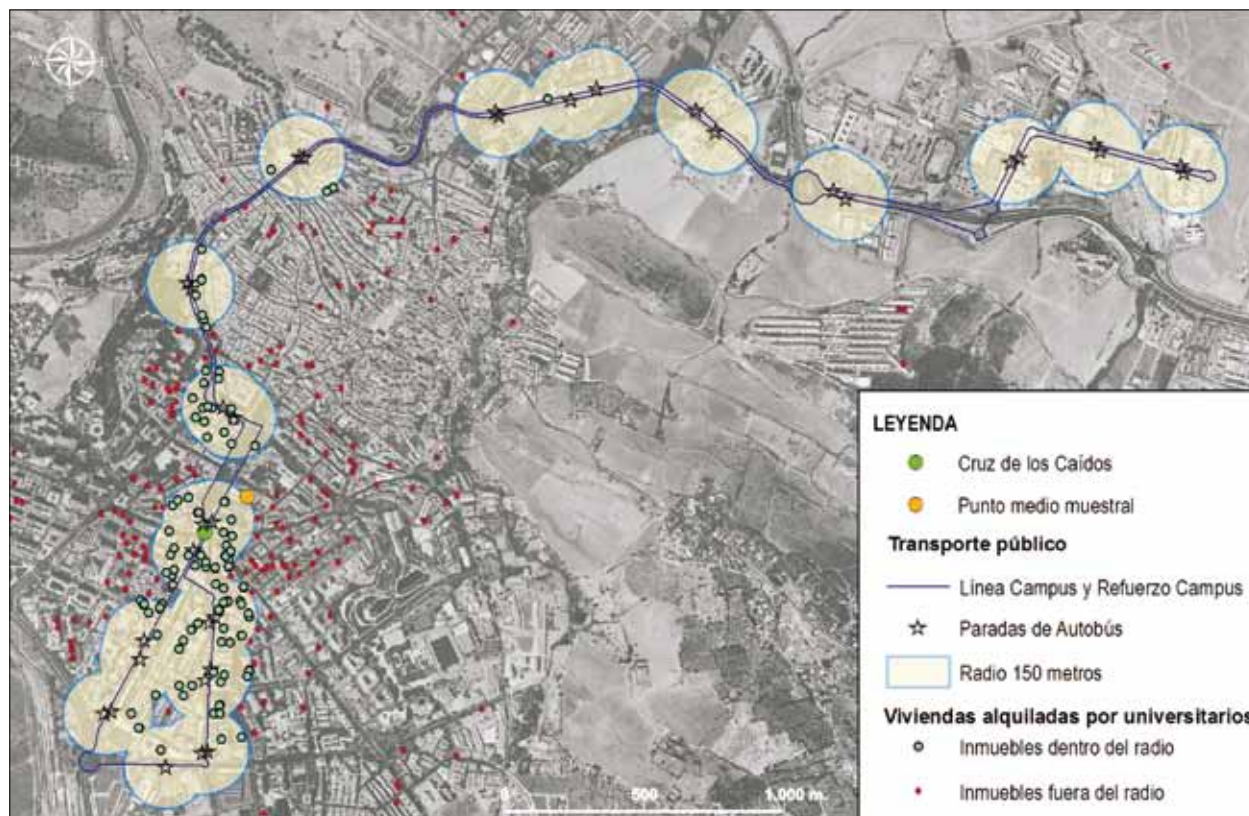 0 500 1.000 m.
LEYENDA
Cruz de los Caídos
Punto medio muestral
Transporte público
Línea Campus y Refuerzo Campus
Paradas de Autobús
Radio 150 metros
Viviendas alquiladas por universitarios
Inmuebles dentro del radio
Inmuebles fuera del radio